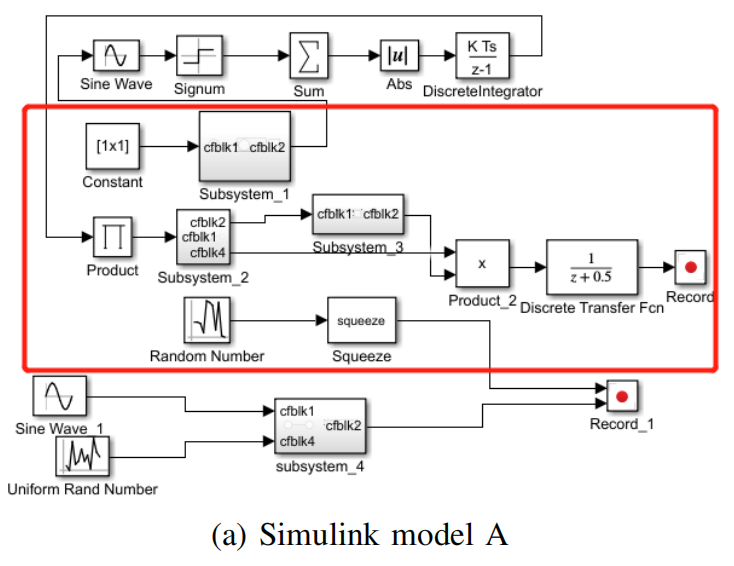 |u|
K Ts
z-1
Sine Wave
Signum
Sum
Abs
DiscreteIntegrator
[1x1]
cfblk1 cfblk2
Constant
Subsystem_1
cfblk2
cfblk1
cfblk4
cfblk1 cfblk2
Subsystem_3
Product
Subsystem_2
x
1
z + 0.5
Product_2
Discrete Transfer Fcn
Record
squeeze
Random Number
Squeeze
Sine Wave_1
cfblk1
cfblk2
cfblk4
Record_1
subsystem_4
Uniform Rand Number
(a) Simulink model A